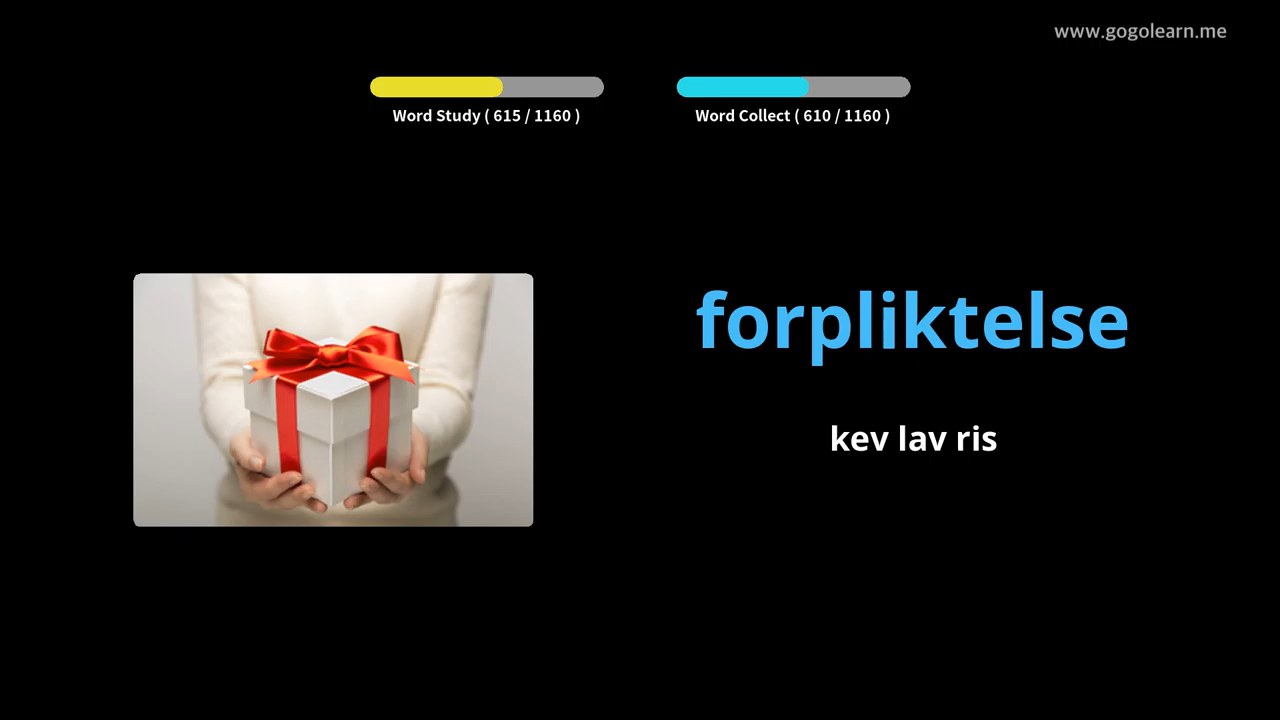 www.gogolearn.me
Word Study ( 615 / 1160 )
Word Collect ( 610 / 1160 )
forpliktelse
kev lav ris